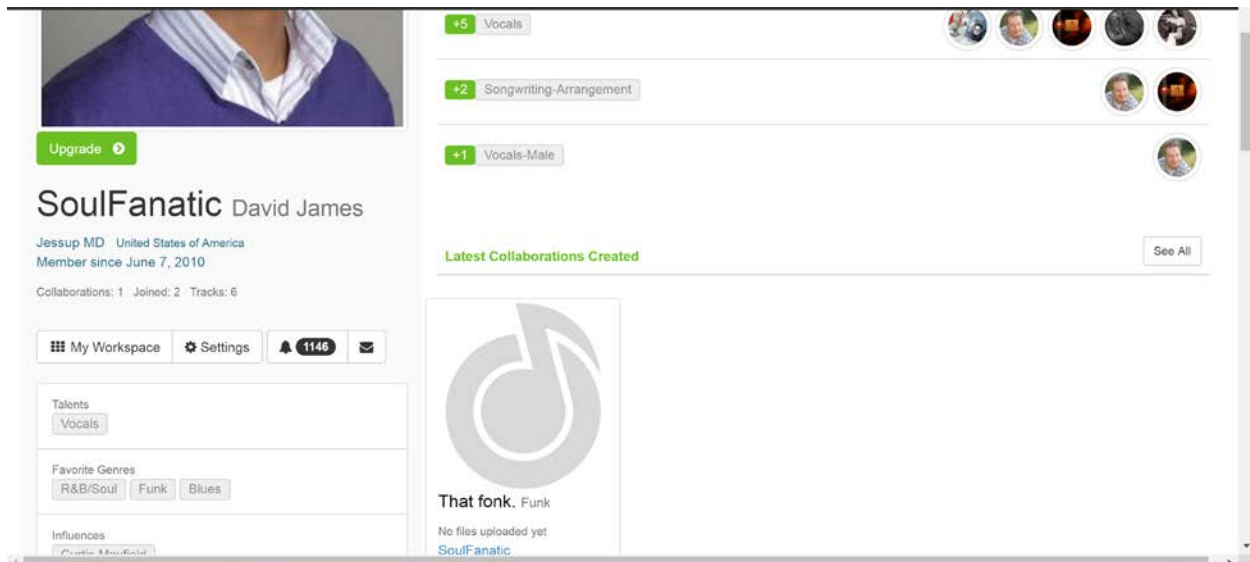 Upgrade
SoulFanatic David James
Jessup MD United States of America
Member since June 7, 2010
Collaborations: 1 Joined: 2 Tracks: 6
My Workspace Settings 1146
Talents
Vocals
Favorite Genres
R&B/Soul Funk Blues
Influences
Curtis Mayfield
+5 Vocals
+2 Songwriting-Arrangement
+1 Vocals-Male
Latest Collaborations Created See All
That fonk. Funk
No files uploaded yet
SoulFanatic